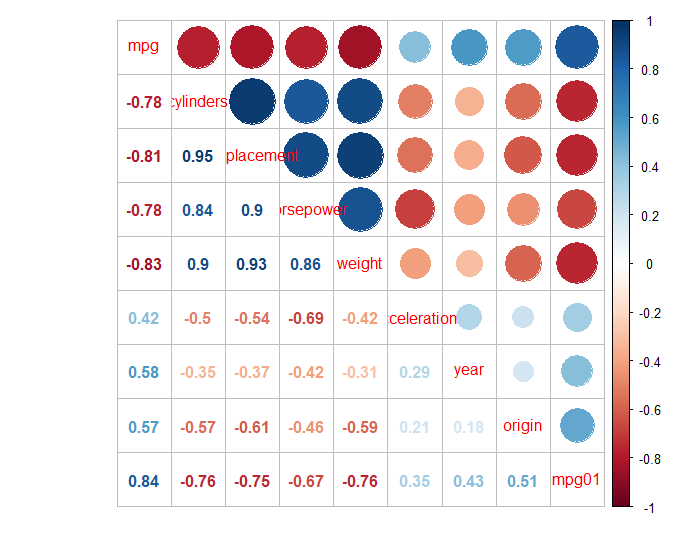 mpg
-0.78 cylinders
-0.81 0.95 placement
-0.78 0.84 0.9 orsepower
-0.83 0.9 0.93 0.86 weight
0.42 -0.5 -0.54 -0.69 -0.42 celeration
0.58 -0.35 -0.37 -0.42 -0.31 0.29 year
0.57 -0.57 -0.61 -0.46 -0.59 0.21 0.18 origin
0.84 -0.76 -0.75 -0.67 -0.76 0.35 0.43 0.51 mpg01
1
0.8
0.6
0.4
0.2
0
-0.2
-0.4
-0.6
-0.8
-1